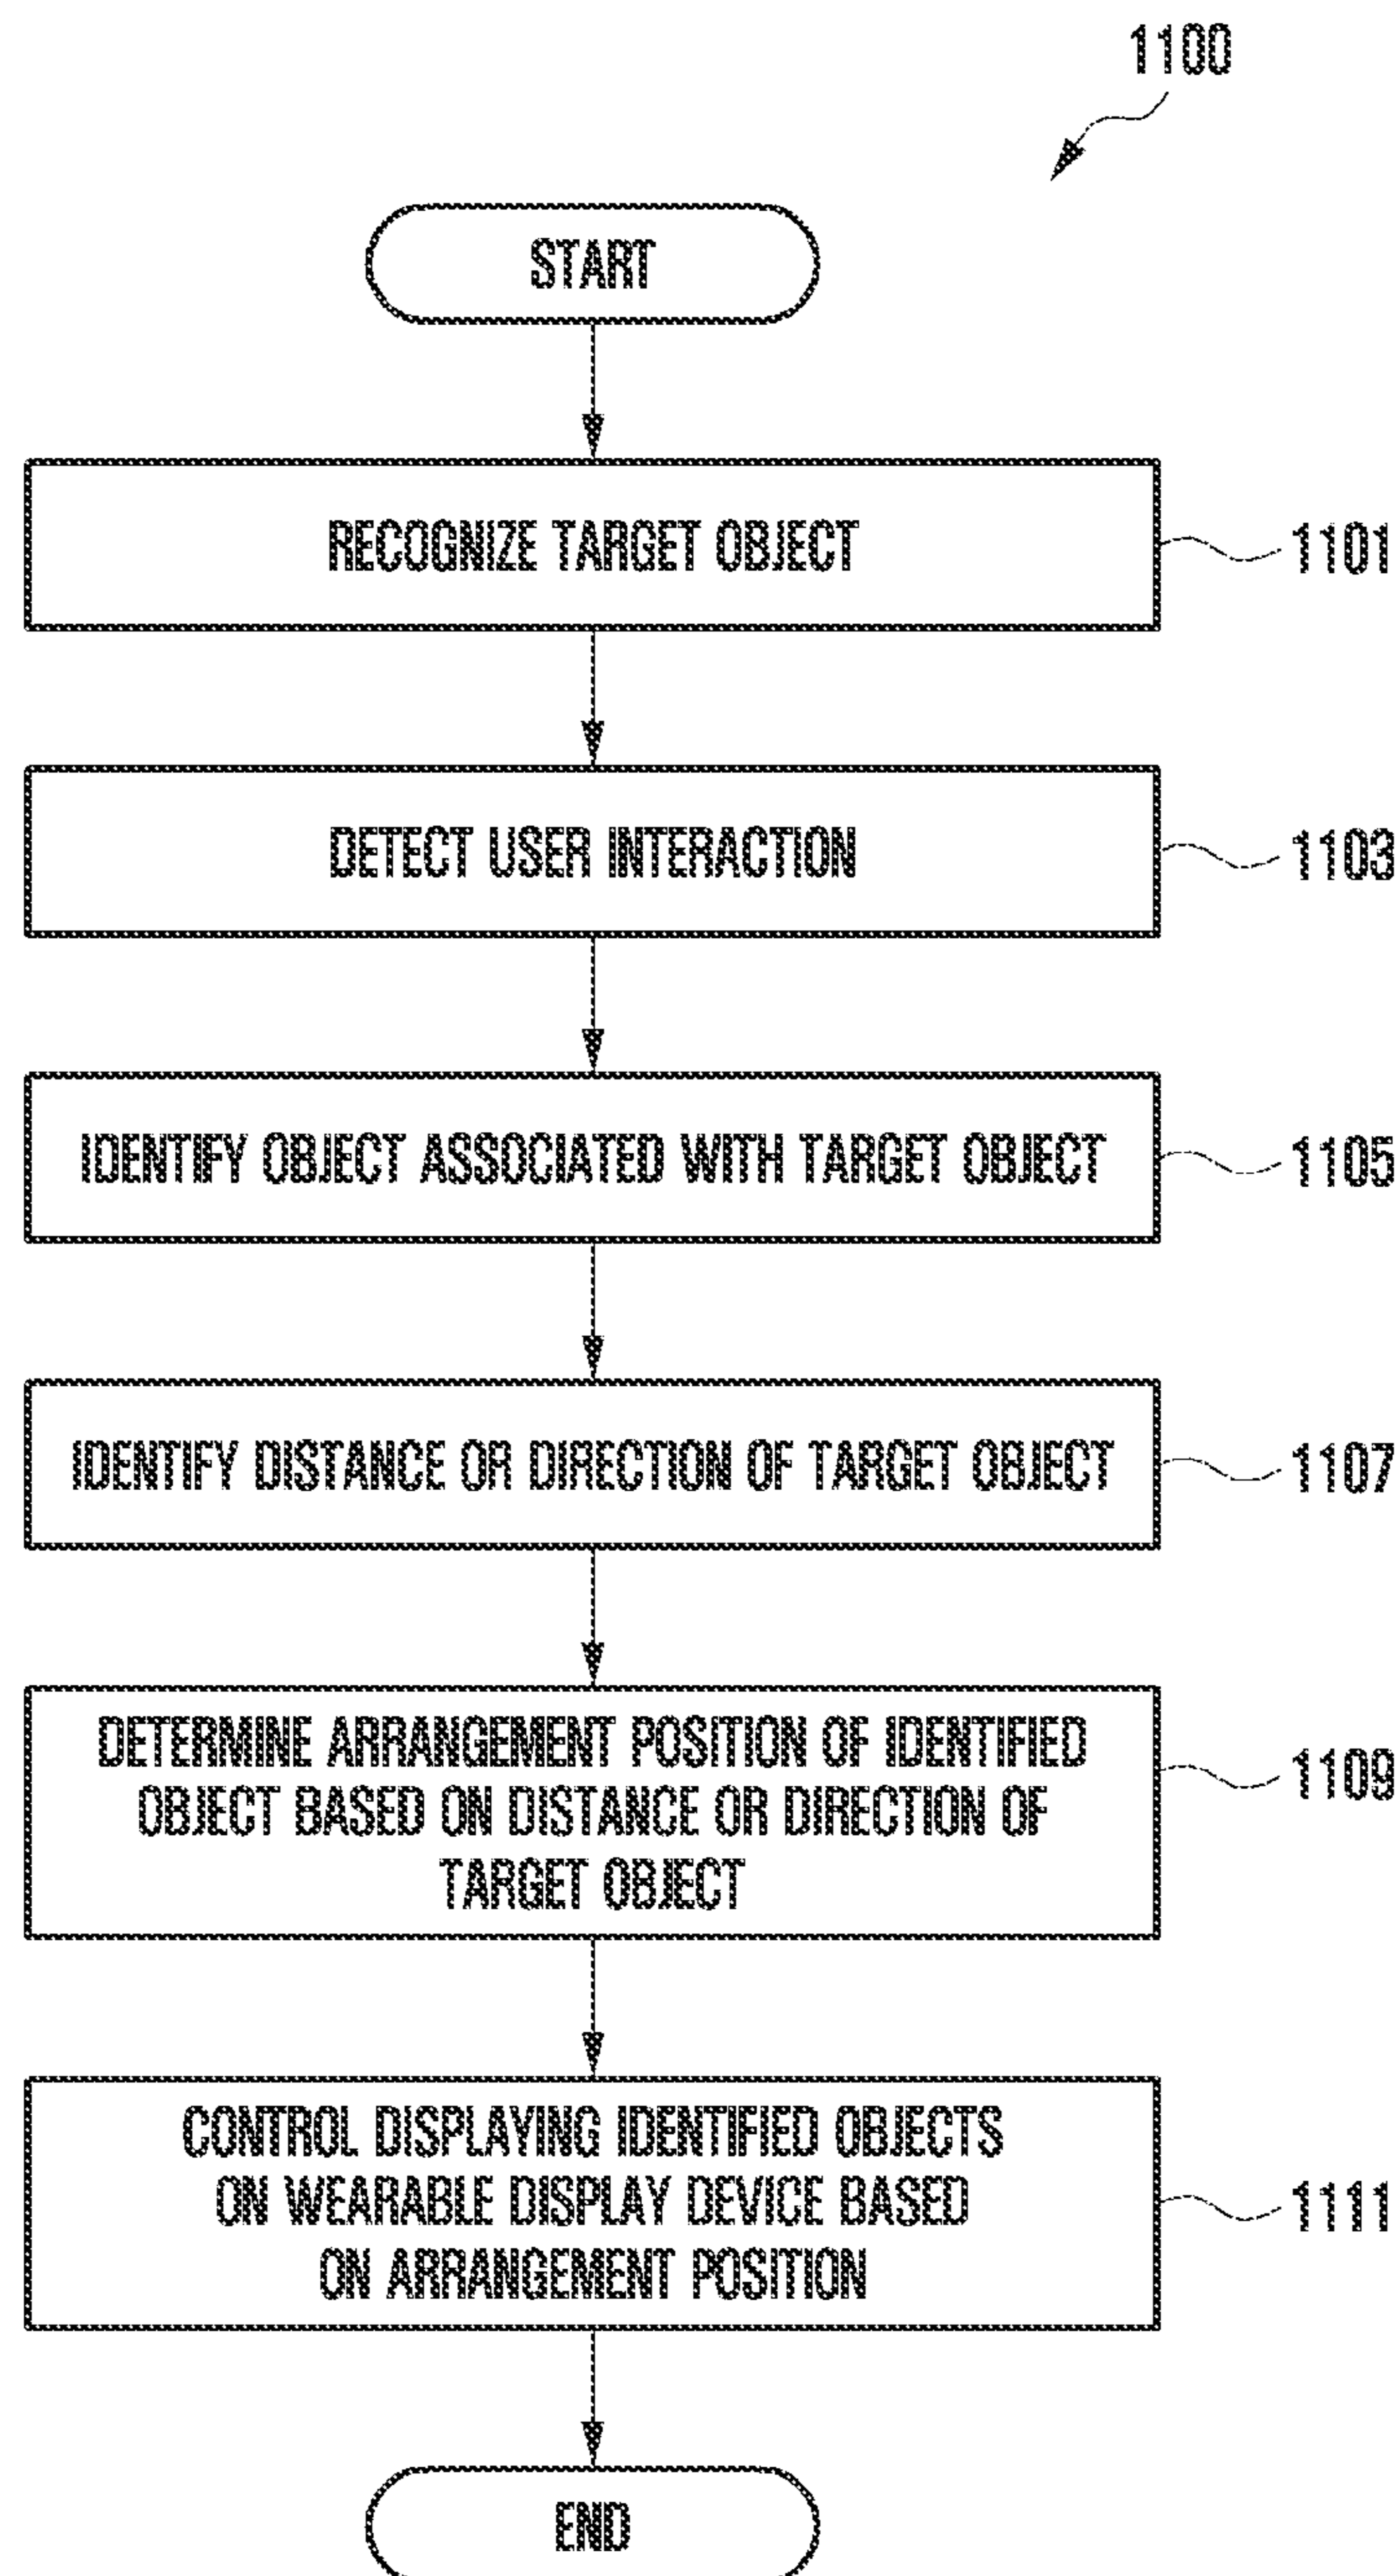 1100
START
RECOGNIZE TARGET OBJECT
1101
DETECT USER INTERACTION
1103
IDENTIFY OBJECT ASSOCIATED WITH TARGET OBJECT
1105
IDENTIFY DISTANCE OR DIRECTION OF TARGET OBJECT
1107
DETERMINE ARRANGEMENT POSITION OF IDENTIFIED
OBJECT BASED ON DISTANCE OR DIRECTION OF
TARGET OBJECT
1109
CONTROL DISPLAYING IDENTIFIED OBJECTS
ON WEARABLE DISPLAY DEVICE BASED
ON ARRANGEMENT POSITION
1111
END